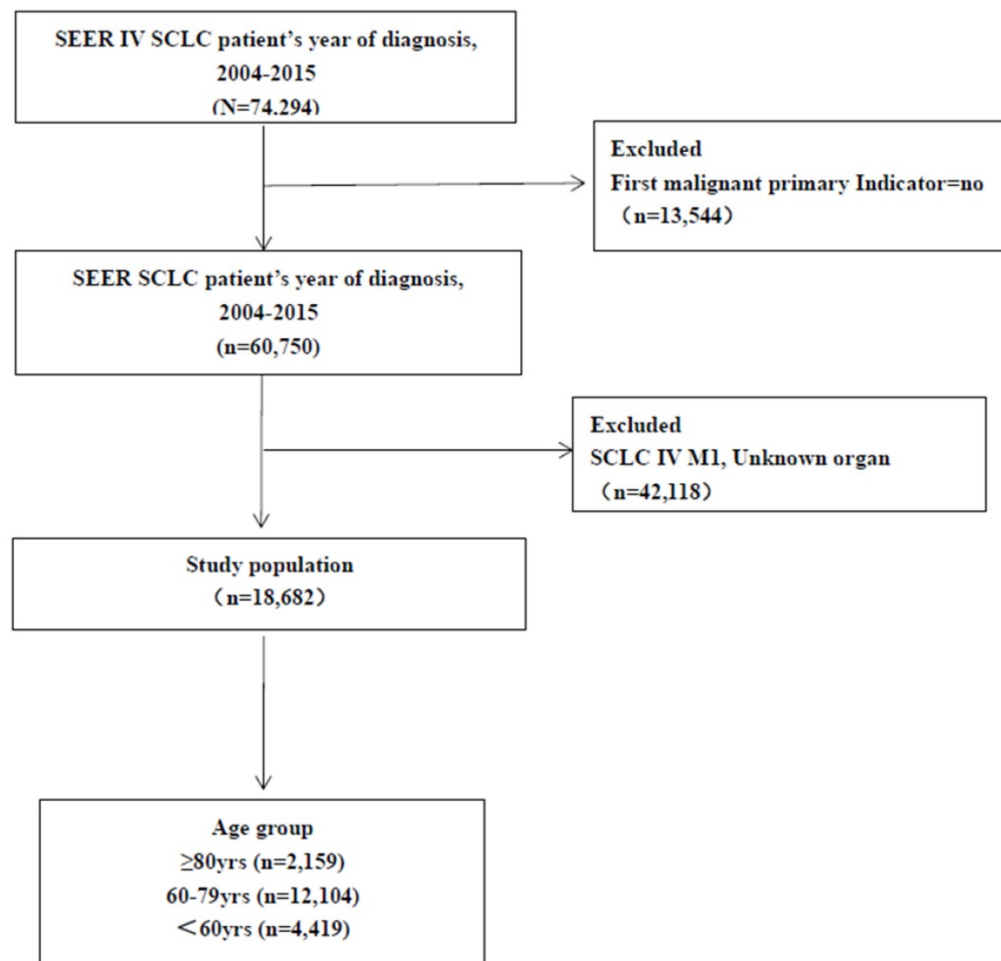 SEER IV SCLC patient’s year of diagnosis,
2004-2015
(N=74.294)
Excluded
First malignant primary Indicator=no
（n=13,544）
SEER SCLC patient’s year of diagnosis,
2004-2015
(n=60,750)
Excluded
SCLC IV M1, Unknown organ
（n=42,118）
Study population
（n=18,682）
Age group
≥80yrs (n=2,159)
60-79yrs (n=12,104)
＜60yrs (n=4,419)